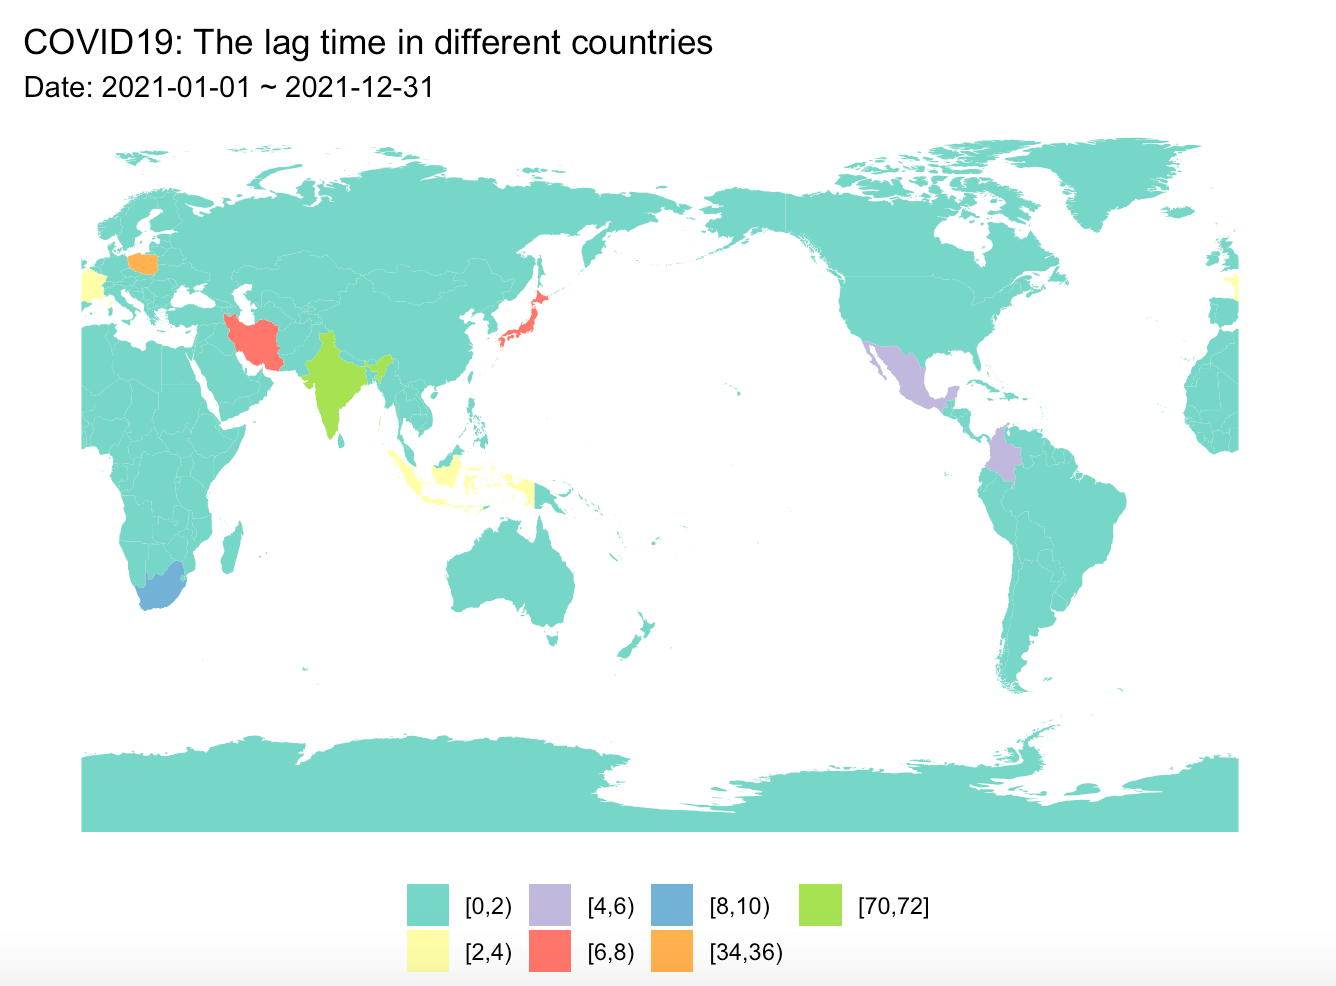 COVID19: The lag time in different countries
Date: 2021-01-01 ~ 2021-12-31
[0,2) [4,6) [8,10) [70,72]
[2,4) [6,8) [34,36)